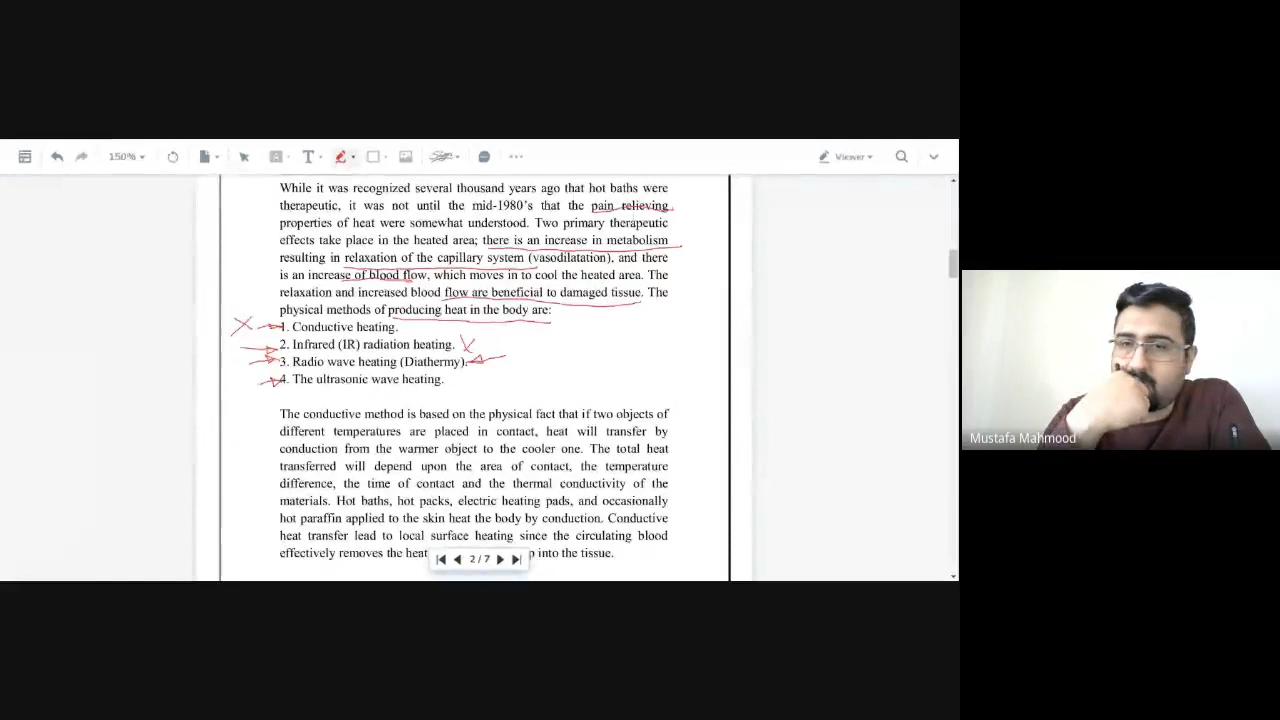 150%
Viewer
While it was recognized several thousand years ago that hot baths were
therapeutic, it was not until the mid-1980's that the pain relieving
properties of heat were somewhat understood. Two primary therapeutic
effects take place in the heated area; there is an increase in metabolism
resulting in relaxation of the capillary system (vasodilatation), and there
is an increase of blood flow, which moves in to cool the heated area. The
relaxation and increased blood flow are beneficial to damaged tissue. The
physical methods of producing heat in the body are:
1. Conductive heating.
2. Infrared (IR) radiation heating.
3. Radio wave heating (Diathermy).
4. The ultrasonic wave heating.
The conductive method is based on the physical fact that if two objects of
different temperatures are placed in contact, heat will transfer by
conduction from the warmer object to the cooler one. The total heat
transferred will depend upon the area of contact, the temperature
difference, the time of contact and the thermal conductivity of the
materials. Hot baths, hot packs, electric heating pads, and occasionally
hot paraffin applied to the skin heat the body by conduction. Conductive
heat transfer lead to local surface heating since the circulating blood
effectively removes the heat into the tissue.
2 / 7
Mustafa Mahmood